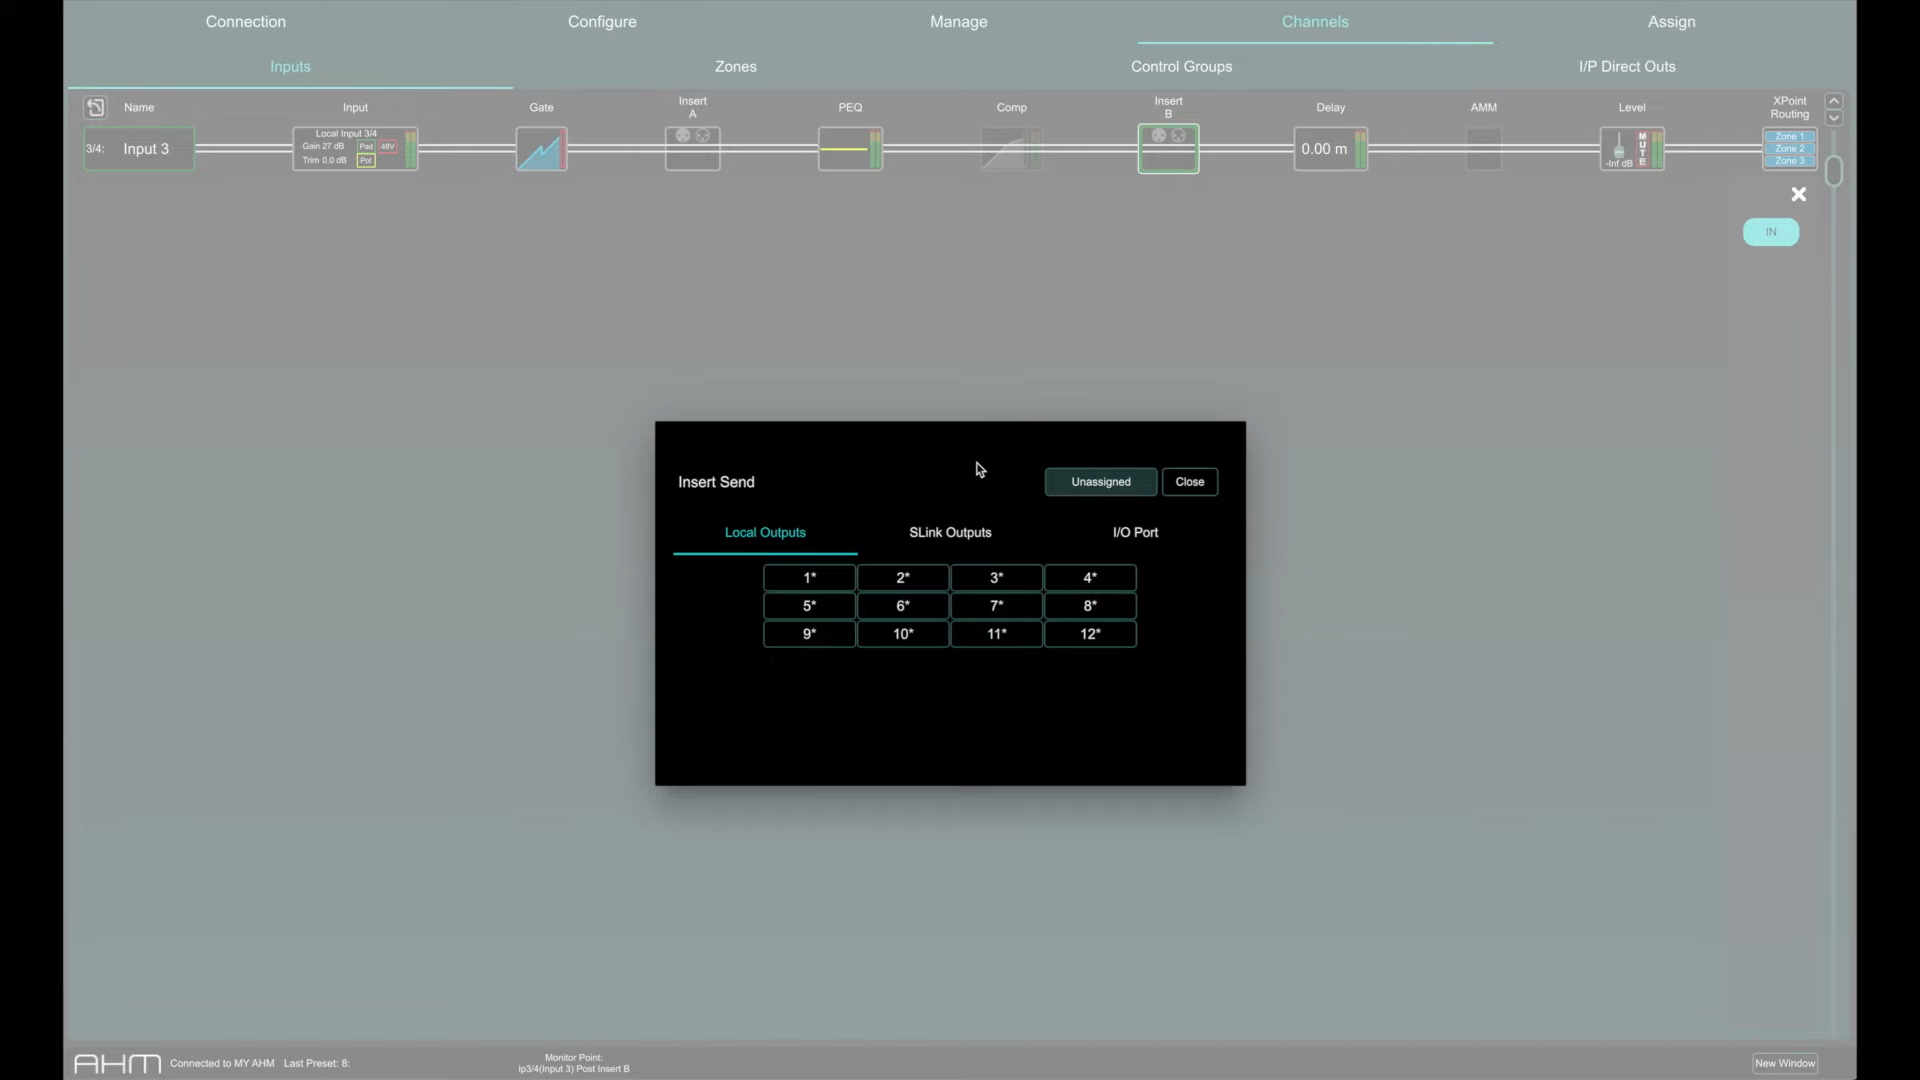 Connection Configure Manage Channels Assign
Inputs Zones Control Groups I/P Direct Outs
Name Input Gate Insert A PEQ Comp Insert B Delay AMM Level XPoint Routing
3/4: Input 3
Local Input 3/4
Gain 27 dB Pad 48V
Trim 0.0 dB Pol
0.00 m
-Inf dB
MUTE
Zone 1
Zone 2
Zone 3
IN
Insert Send Unassigned Close
Local Outputs SLink Outputs I/O Port
1* 2* 3* 4*
5* 6* 7* 8*
9* 10* 11* 12*
AHM Connected to MY AHM Last Preset: 8:
Monitor Point:
Ip3/4(Input 3) Post Insert B
New Window